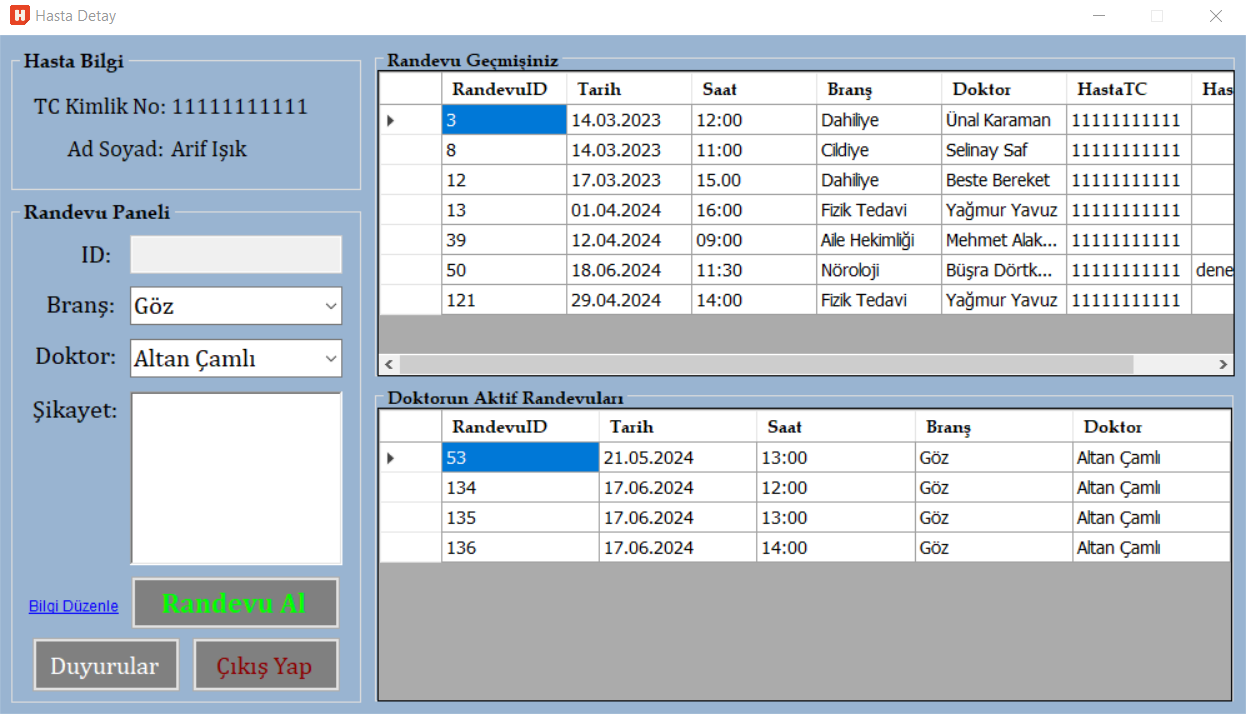 H Hasta Detay
Hasta Bilgi
TC Kimlik No: 11111111111
Ad Soyad: Arif Işık
Randevu Paneli
ID:
Branş: Göz
Doktor: Altan Çamlı
Şikayet:
Bilgi Düzenle Randevu Al
Duyurular Çıkış Yap
Randevu Geçmişiniz
RandevuID Tarih Saat Branş Doktor HastaTC Has
3 14.03.2023 12:00 Dahiliye Ünal Karaman 11111111111
8 14.03.2023 11:00 Cildiye Selinay Saf 11111111111
12 17.03.2023 15.00 Dahiliye Beste Bereket 11111111111
13 01.04.2024 16:00 Fizik Tedavi Yağmur Yavuz 11111111111
39 12.04.2024 09:00 Aile Hekimliği Mehmet Alak... 11111111111
50 18.06.2024 11:30 Nöroloji Büşra Dörtk... 11111111111 dene
121 29.04.2024 14:00 Fizik Tedavi Yağmur Yavuz 11111111111
Doktorun Aktif Randevuları
RandevuID Tarih Saat Branş Doktor
53 21.05.2024 13:00 Göz Altan Çamlı
134 17.06.2024 12:00 Göz Altan Çamlı
135 17.06.2024 13:00 Göz Altan Çamlı
136 17.06.2024 14:00 Göz Altan Çamlı